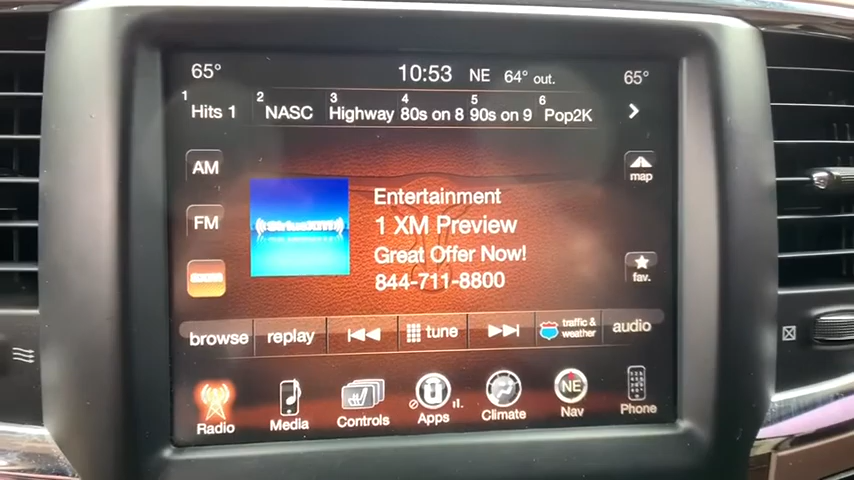 65° 10:53 NE 64° out. 65°
1 Hits 1 2 NASC 3 Highway 4 80s on 8 5 90s on 9 6 Pop2K
AM
map
SiriusXM
Entertainment
1 XM Preview
Great Offer Now!
844-711-8800
FM
SXM
fav.
browse replay tune traffic & weather audio
NE
Radio Media Controls Apps Climate Nav Phone